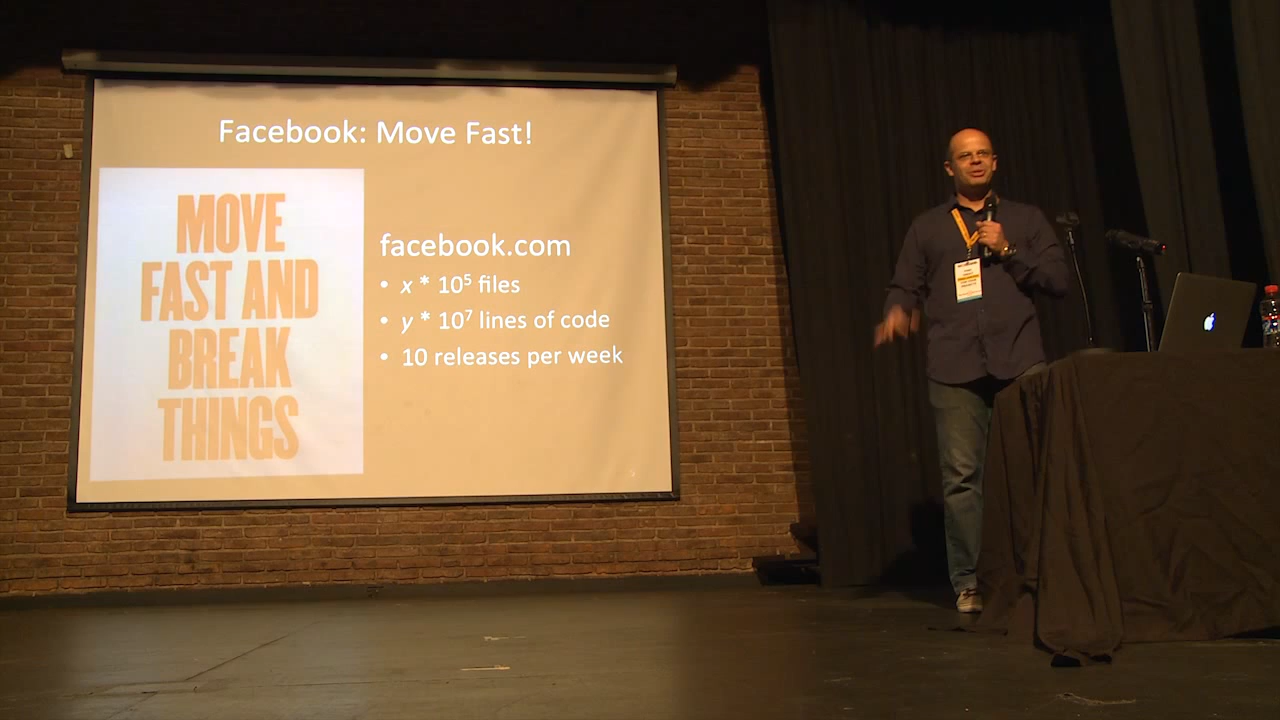 Facebook: Move Fast!
MOVE
FAST AND
BREAK
THINGS
facebook.com
• x * 10⁵ files
• y * 10⁷ lines of code
• 10 releases per week